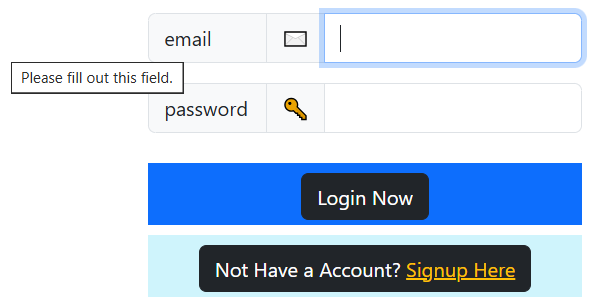 email
Please fill out this field.
password
Login Now
Not Have a Account? Signup Here